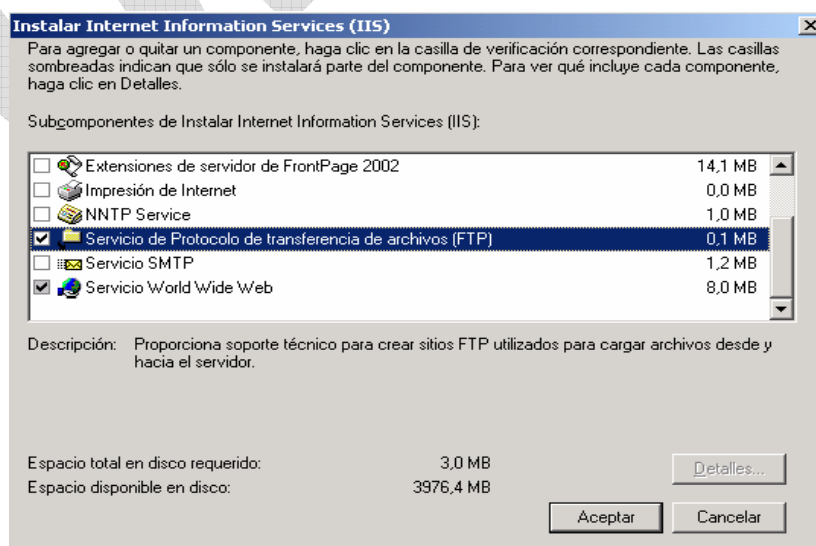 Instalar Internet Information Services (IIS)
Para agregar o quitar un componente, haga clic en la casilla de verificación correspondiente. Las casillas
sombreadas indican que sólo se instalará parte del componente. Para ver qué incluye cada componente,
haga clic en Detalles.
Subcomponentes de Instalar Internet Information Services (IIS):
Extensiones de servidor de FrontPage 2002 14,1 MB
Impresión de Internet 0,0 MB
NNTP Service 1,0 MB
Servicio de Protocolo de transferencia de archivos (FTP) 0,1 MB
Servicio SMTP 1,2 MB
Servicio World Wide Web 8,0 MB
Descripción: Proporciona soporte técnico para crear sitios FTP utilizados para cargar archivos desde y
hacia el servidor.
Espacio total en disco requerido: 3,0 MB
Detalles...
Espacio disponible en disco: 3976,4 MB
Aceptar Cancelar